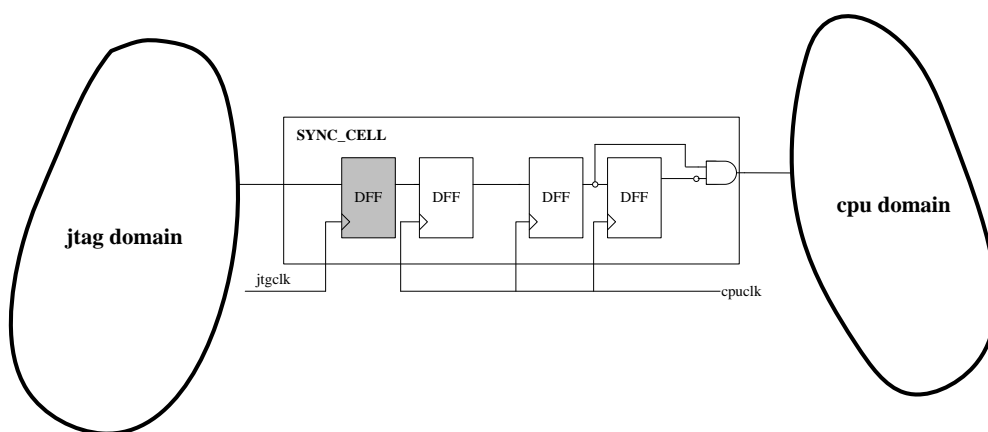 SYNC_CELL
DFF
DFF
DFF
DFF
jtag domain
cpu domain
jtgclk
cpuclk